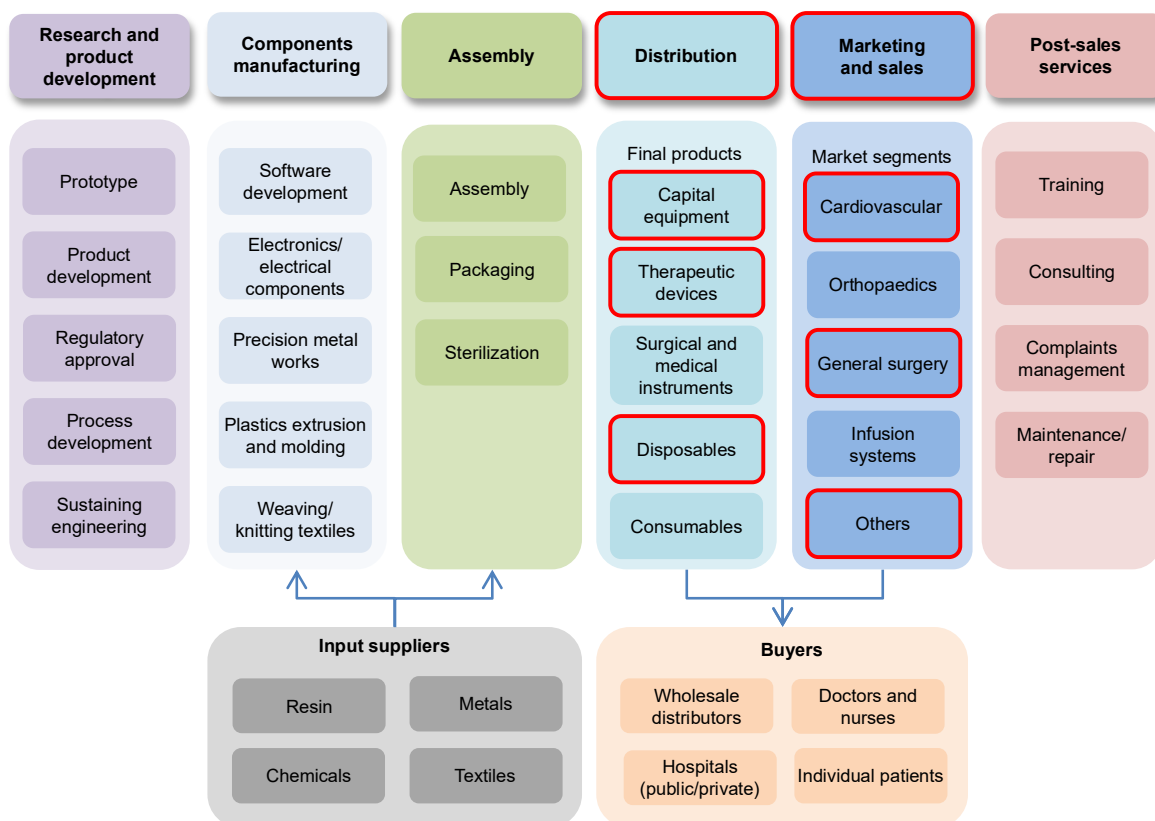 Research and
product
development
Components
manufacturing
Assembly
Distribution
Marketing
and sales
Post-sales
services
Prototype
Product
development
Regulatory
approval
Process
development
Sustaining
engineering
Software
development
Electronics/
electrical
components
Precision metal
works
Plastics extrusion
and molding
Weaving/
knitting textiles
Assembly
Packaging
Sterilization
Final products
Capital
equipment
Therapeutic
devices
Surgical and
medical
instruments
Disposables
Consumables
Market segments
Cardiovascular
Orthopaedics
General surgery
Infusion
systems
Others
Training
Consulting
Complaints
management
Maintenance/
repair
Input suppliers
Resin
Metals
Chemicals
Textiles
Buyers
Wholesale
distributors
Doctors and
nurses
Hospitals
(public/private)
Individual patients